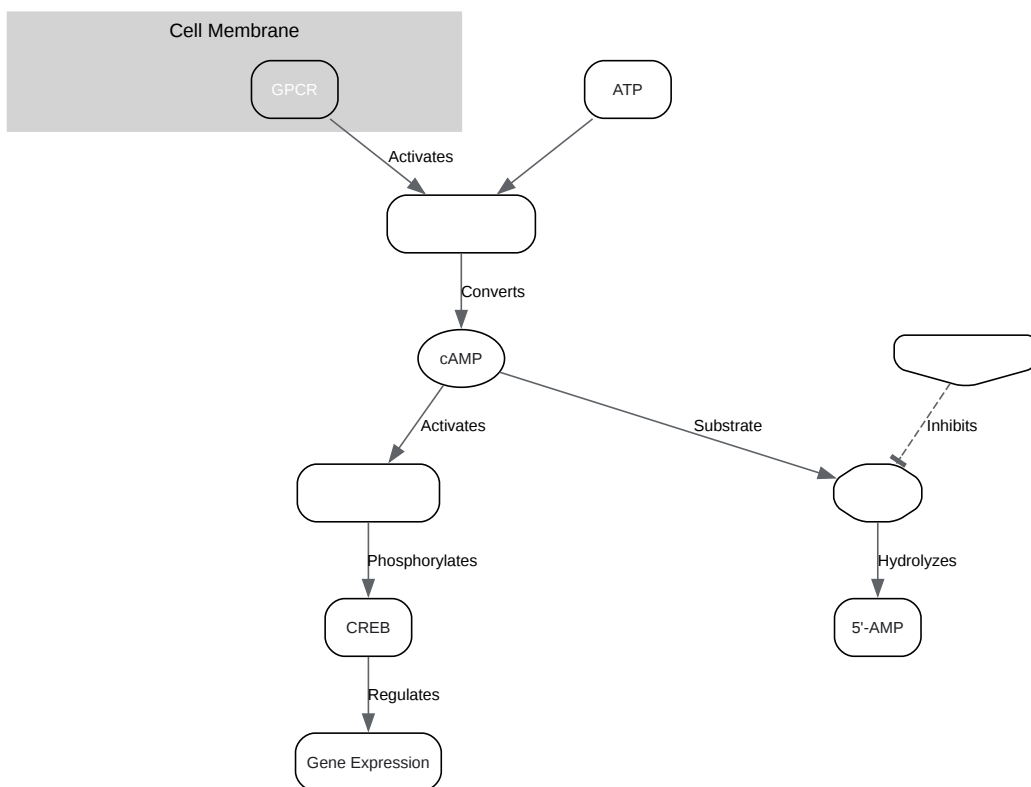 Cell Membrane
GPCR
ATP
Activates
Converts
cAMP
Activates
Substrate
Inhibits
Phosphorylates
Hydrolyzes
CREB
5'-AMP
Regulates
Gene Expression